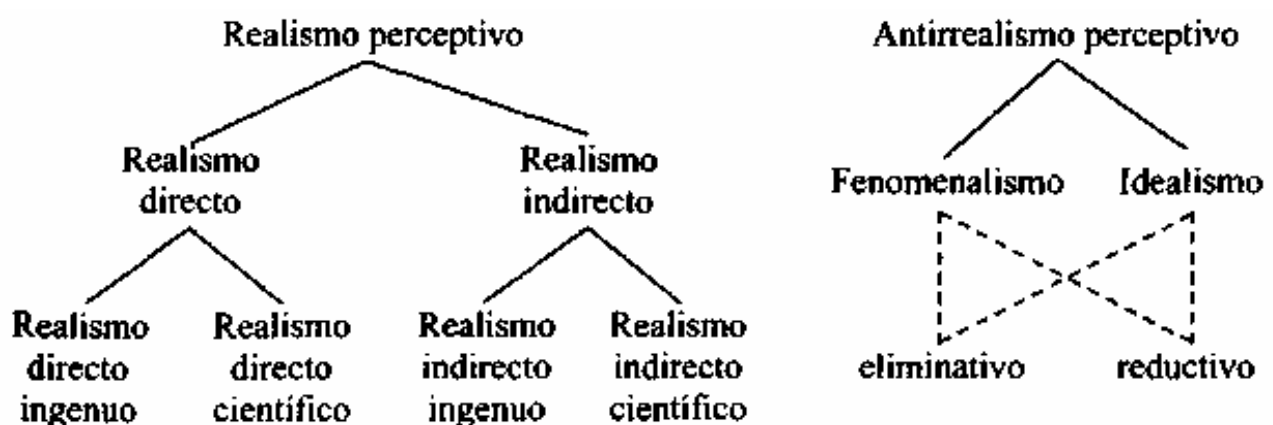 Realismo perceptivo
Antirrealismo perceptivo
Realismo
directo
Realismo
indirecto
Fenomenalismo
Idealismo
Realismo
directo
ingenuo
Realismo
directo
científico
Realismo
indirecto
ingenuo
Realismo
indirecto
científico
eliminativo
reductivo